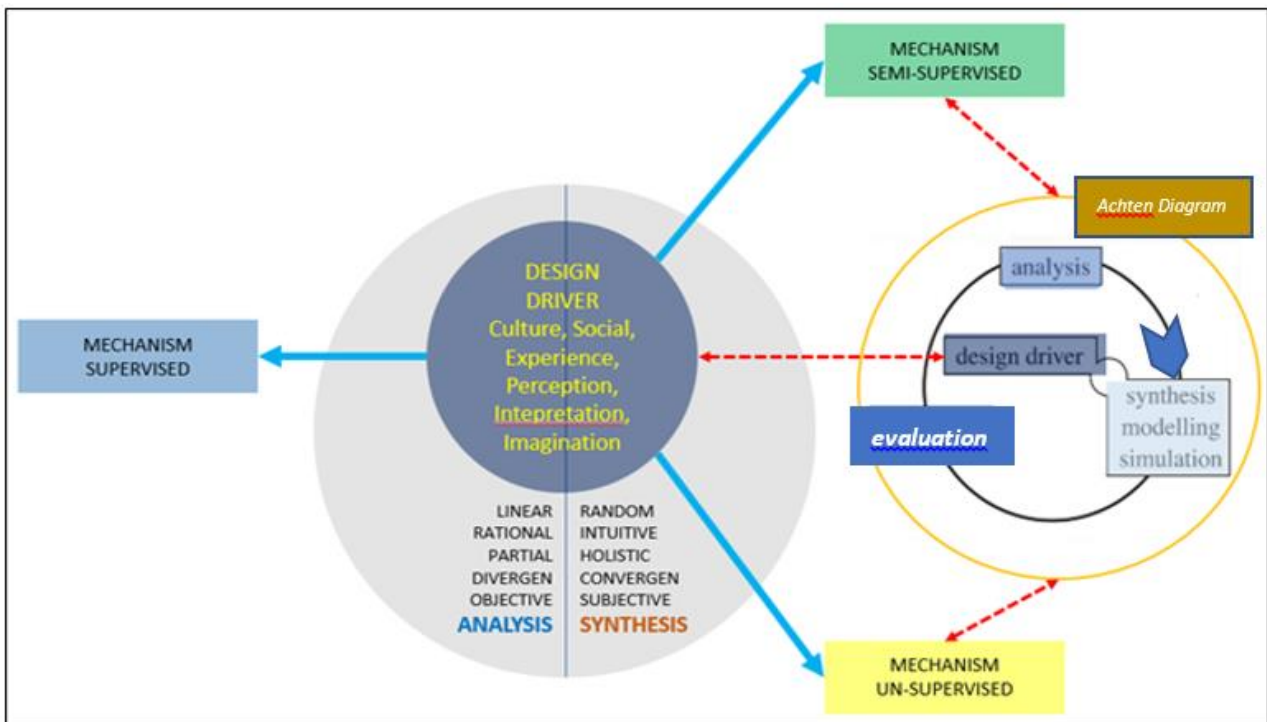 MECHANISM
SEMI-SUPERVISED
Achten Diagram
analysis
design driver
synthesis
modelling
simulation
evaluation
DESIGN
DRIVER
Culture, Social,
Experience,
Perception,
Intepretation,
Imagination
MECHANISM
SUPERVISED
LINEAR RANDOM
RATIONAL INTUITIVE
PARTIAL HOLISTIC
DIVERGEN CONVERGEN
OBJECTIVE SUBJECTIVE
ANALYSIS SYNTHESIS
MECHANISM
UN-SUPERVISED